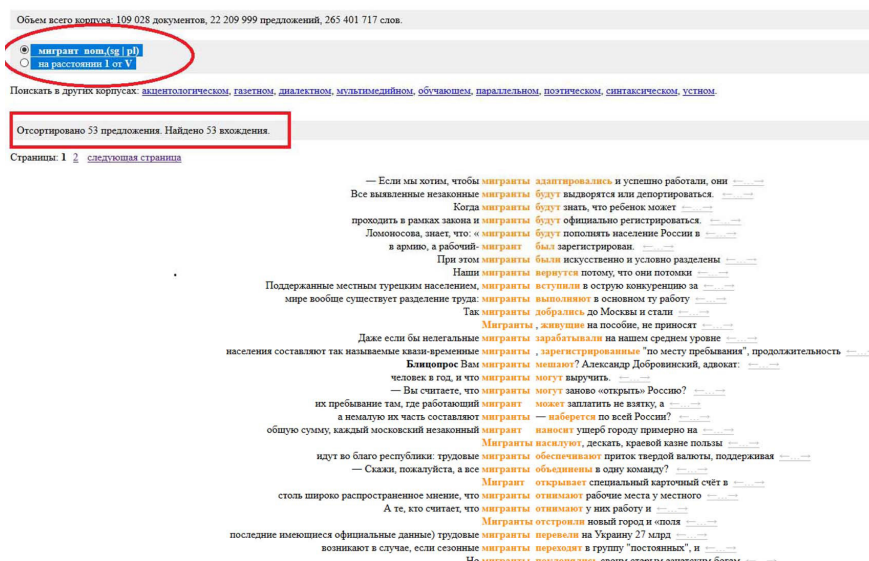 Объем всего корпуса: 109 028 документов, 22 209 999 предложений, 265 401 717 слов.
мигрант nom,(sg | pl)
на расстоянии 1 от V
Поискать в других корпусах: акцентологическом, газетном, диалектном, мультимедийном, обучающем, параллельном, поэтическом, синтаксическом, устном.
Отсортировано 53 предложения. Найдено 53 вхождения.
Страницы: 1 2 следующая страница
— Если мы хотим, чтобы мигранты адаптировались и успешно работали, они ←…→
Все выявленные незаконные мигранты будут выдворятся или депортироваться. ←…→
Когда мигранты будут знать, что ребенок может ←…→
проходить в рамках закона и мигранты будут официально регистрироваться. ←…→
Ломоносова, знает, что: « мигранты будут пополнять население России в ←…→
в армию, а рабочий- мигрант был зарегистрирован. ←…→
При этом мигранты были искусственно и условно разделены ←…→
Наши мигранты вернутся потому, что они потомки ←…→
Поддержанные местным турецким населением, мигранты вступили в острую конкуренцию за ←…→
мире вообще существует разделение труда: мигранты выполняют в основном ту работу ←…→
Так мигранты добрались до Москвы и стали ←…→
Мигранты , живущие на пособие, не приносят ←…→
Даже если бы нелегальные мигранты зарабатывали на нашем среднем уровне ←…→
населения составляют так называемые квази-временные мигранты , зарегистрированные "по месту пребывания", продолжительность ←…→
Блицопрос Вам мигранты мешают? Александр Добровинский, адвокат: ←…→
человек в год, и что мигранты могут выручить. ←…→
— Вы считаете, что мигранты могут заново «открыть» Россию? ←…→
их пребывание там, где работающий мигрант может заплатить не взятку, а ←…→
а немалую их часть составляют мигранты — наберется по всей России? ←…→
общую сумму, каждый московский незаконный мигрант наносит ущерб городу примерно на ←…→
Мигранты насилуют, дескать, краевой казне пользы ←…→
идут во благо республики: трудовые мигранты обеспечивают приток твердой валюты, поддерживая ←…→
— Скажи, пожалуйста, а все мигранты объединены в одну команду? ←…→
Мигрант открывает специальный карточный счёт в ←…→
столь широко распространенное мнение, что мигранты отнимают рабочие места у местного ←…→
А те, кто считает, что мигранты отнимают у них работу и ←…→
Мигранты отстроили новый город и «поля ←…→
последние имеющиеся официальные данные) трудовые мигранты перевели на Украину 27 млрд ←…→
возникают в случае, если сезонные мигранты переходят в группу "постоянных", и ←…→
Но мигранты поклонялись своим старым азиатским богам ←…→